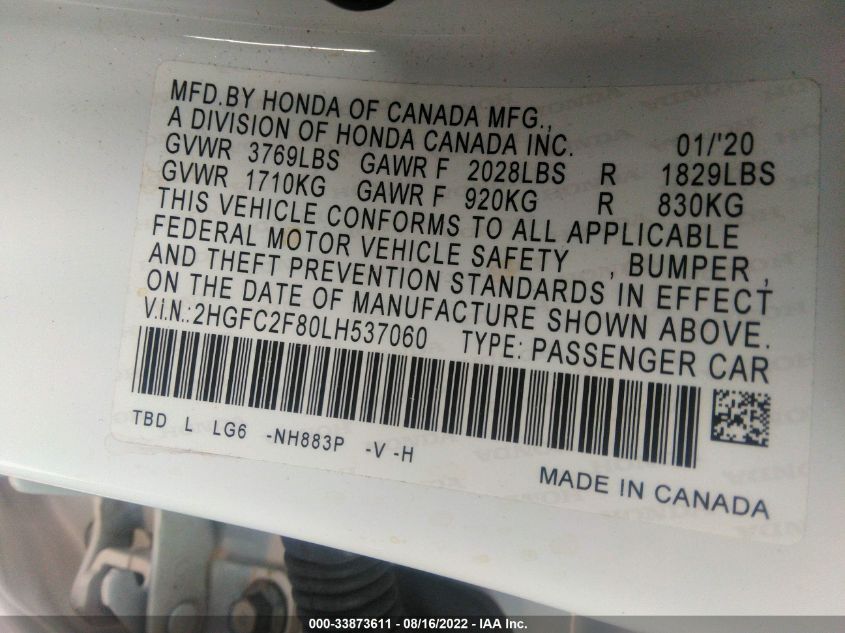 MFD.BY HONDA OF CANADA MFG.,
A DIVISION OF HONDA CANADA INC. 01/'20
GVWR 3769LBS GAWR F 2028LBS R 1829LBS
GVWR 1710KG GAWR F 920KG R 830KG
THIS VEHICLE CONFORMS TO ALL APPLICABLE
FEDERAL MOTOR VEHICLE SAFETY , BUMPER ,
AND THEFT PREVENTION STANDARDS IN EFFECT
ON THE DATE OF MANUFACTURE SHOWN ABOVE.
V.i.N.:2HGFC2F80LH537060 TYPE: PASSENGER CAR
TBD L LG6 -NH883P -V -H
MADE IN CANADA
000-33873611 - 08/16/2022 - IAA Inc.